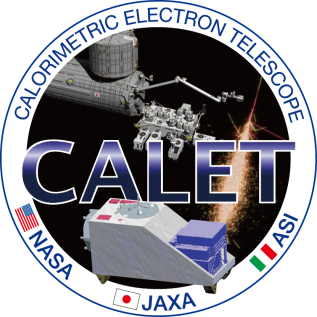 CALORIMETRIC ELECTRON TELESCOPE
CALET
NASA
JAXA
ASI